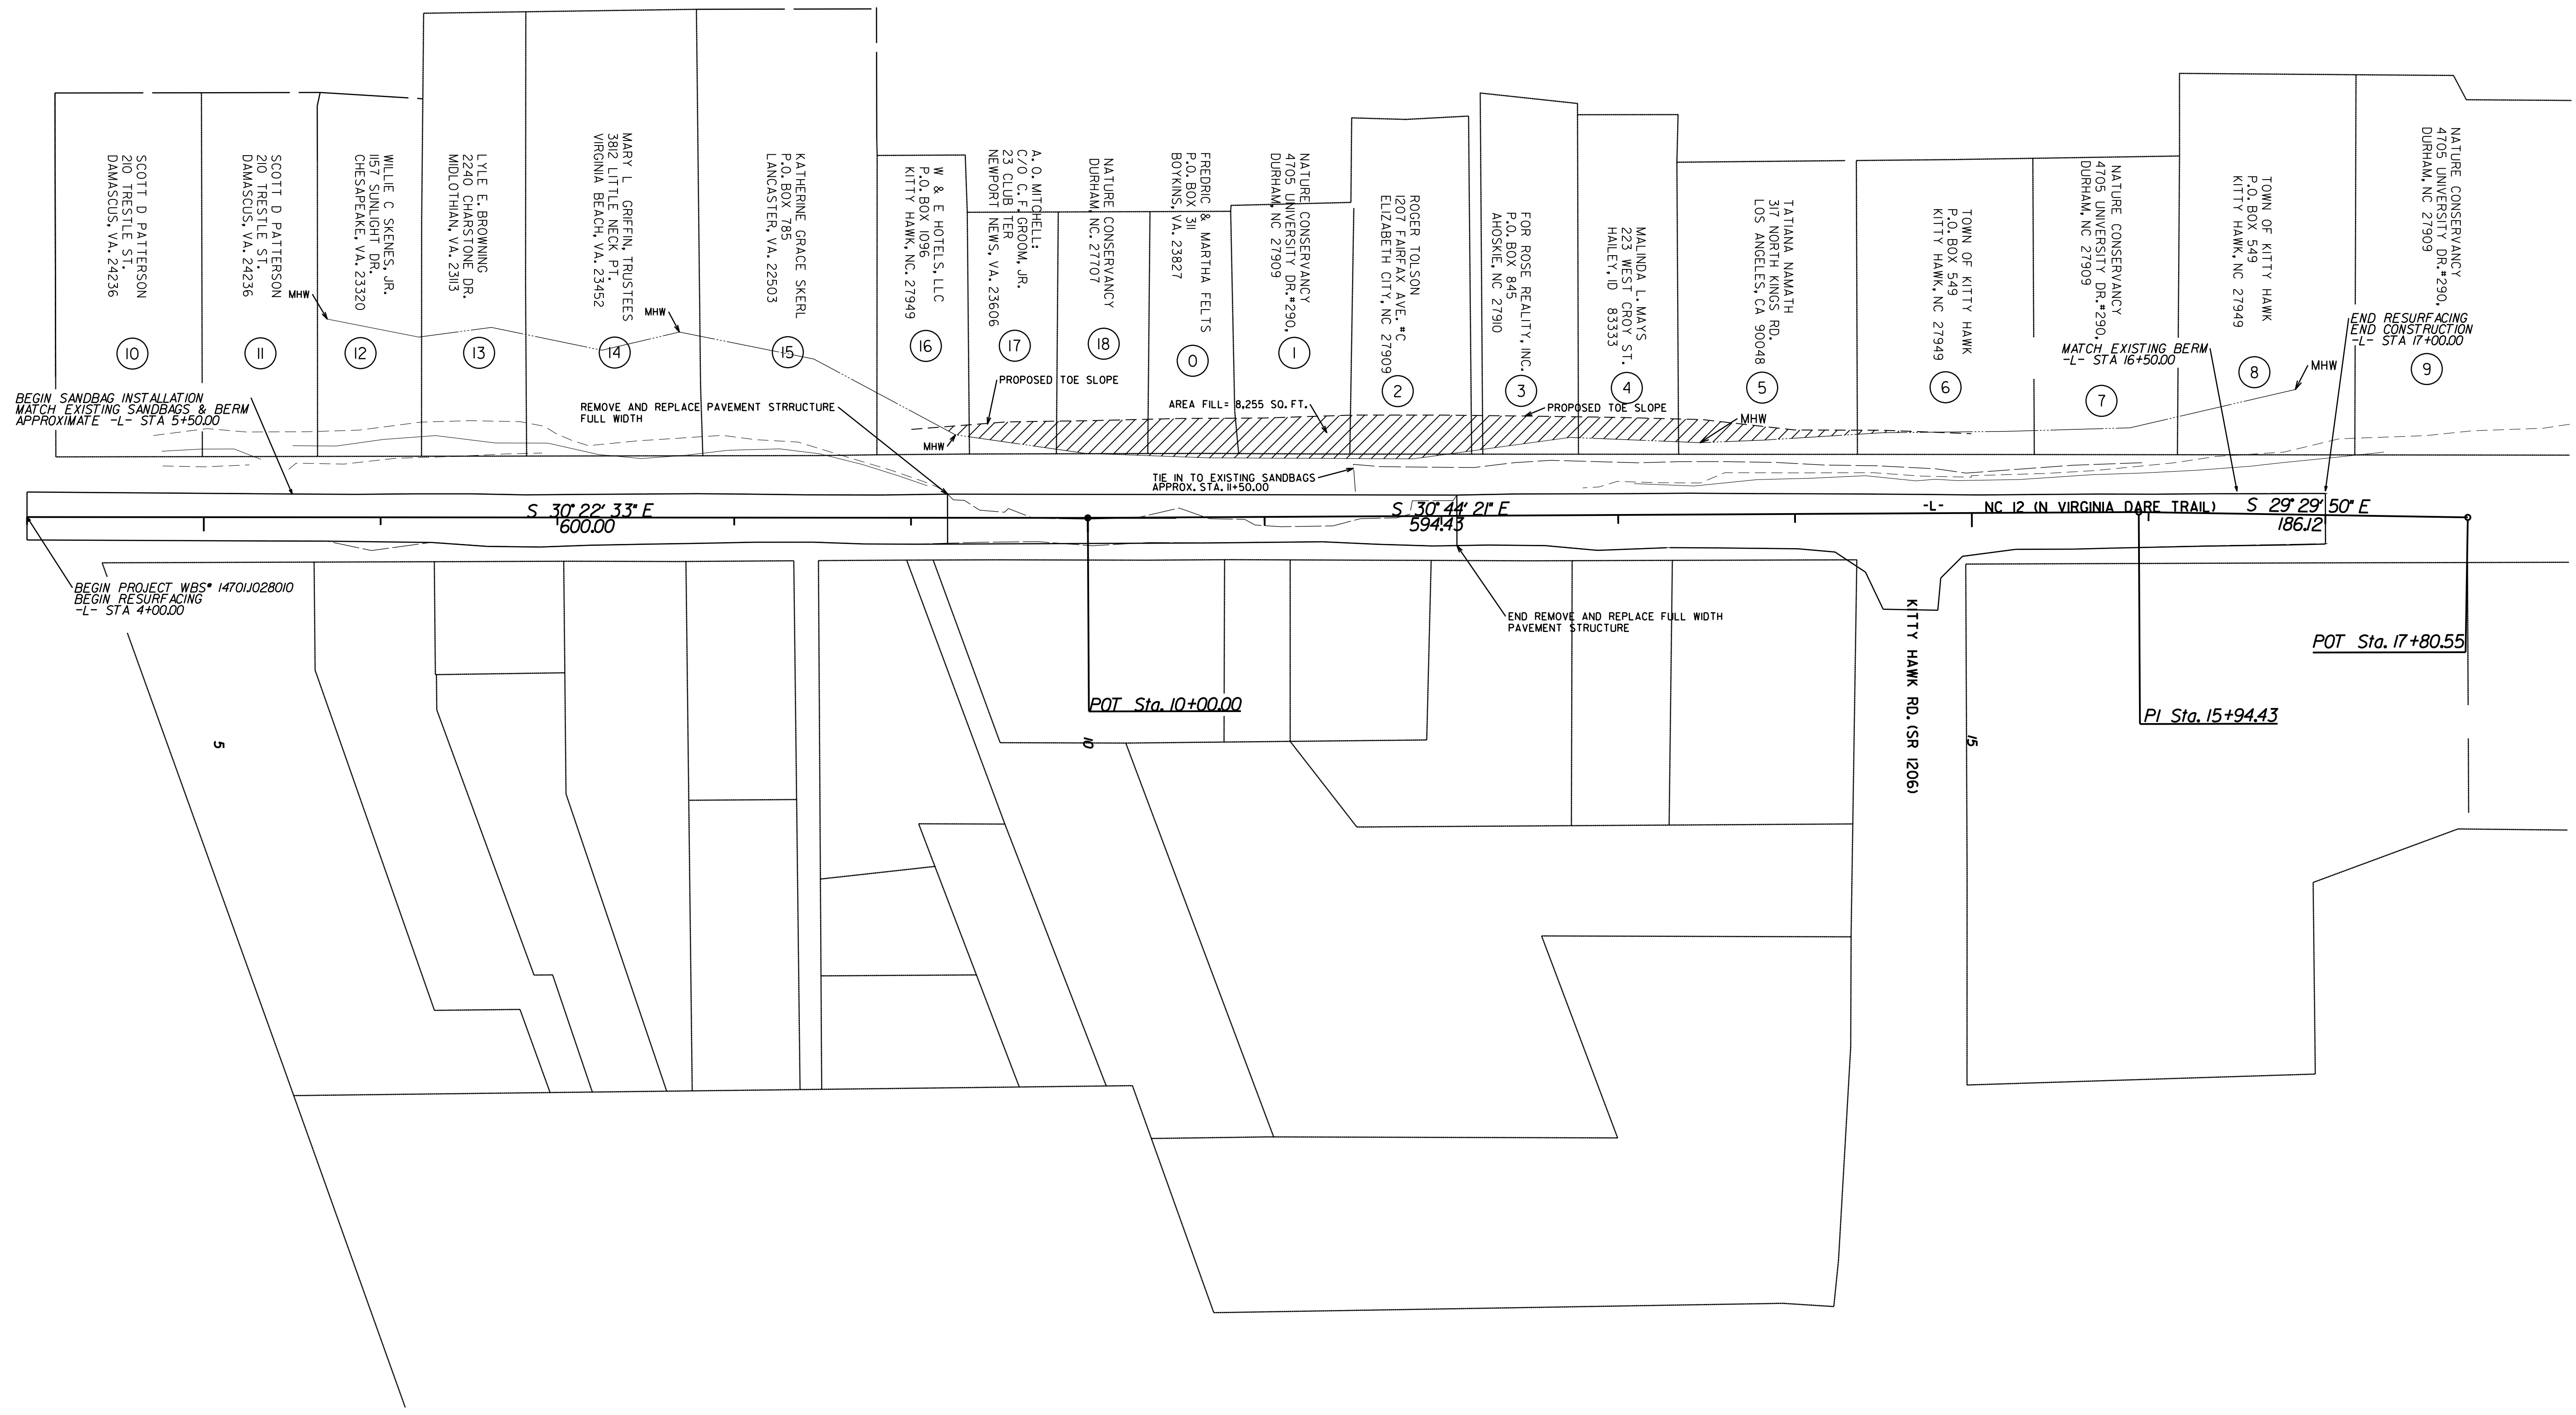 SCOTT D PATTERSON
210 TRESTLE ST.
DAMASCUS, VA. 24236
10
SCOTT D PATTERSON
210 TRESTLE ST.
DAMASCUS, VA. 24236
11
WILLIE C SKENES, JR.
1157 SUNLIGHT DR.
CHESAPEAKE, VA. 23320
12
LYLE E. BROWNING
2240 CHARSTONE DR.
MIDLOTHIAN, VA. 23113
13
MARY L GRIFFIN, TRUSTEES
3812 LITTLE NECK PT.
VIRGINIA BEACH, VA. 23452
14
KATHERINE GRACE SKERL
P.O. BOX 785
LANCASTER, VA. 22503
15
W & E HOTELS, LLC
P.O. BOX 1096
KITTY HAWK, NC. 27949
16
A. O. MITCHELL:
C/O C. F. GROOM, JR.
23 CLUB TER
NEWPORT NEWS, VA. 23606
17
NATURE CONSERVANCY
DURHAM, NC. 27707
18
FREDRIC & MARTHA FELTS
P.O. BOX 311
BOYKINS, VA. 23827
0
NATURE CONSERVANCY
4705 UNIVERSITY DR. #290,
DURHAM, NC 27909
1
ROGER TOLSON
1207 FAIRFAX AVE. #C
ELIZABETH CITY, NC 27909
2
FOR ROSE REALITY, INC.
P.O. BOX 845
AHOSKIE, NC 27910
3
MALINDA L. MAYS
223 WEST CROY ST.
HAILEY, ID 83333
4
TATIANA NAMATH
317 NORTH KINGS RD.
LOS ANGELES, CA 90048
5
TOWN OF KITTY HAWK
P.O. BOX 549
KITTY HAWK, NC 27949
6
NATURE CONSERVANCY
4705 UNIVERSITY DR. #290,
DURHAM, NC 27909
7
TOWN OF KITTY HAWK
P.O. BOX 549
KITTY HAWK, NC 27949
8
NATURE CONSERVANCY
4705 UNIVERSITY DR. #290,
DURHAM, NC 27909
9
MHW
MHW
MHW
MHW
MHW
END RESURFACING
END CONSTRUCTION
-L- STA 17+00.00
MATCH EXISTING BERM
-L- STA 16+50.00
BEGIN SANDBAG INSTALLATION
MATCH EXISTING SANDBAGS & BERM
APPROXIMATE -L- STA 5+50.00
REMOVE AND REPLACE PAVEMENT STRRUCTURE
FULL WIDTH
PROPOSED TOE SLOPE
AREA FILL= 8,255 SQ. FT.
PROPOSED TOE SLOPE
TIE IN TO EXISTING SANDBAGS
APPROX. STA. 11+50.00
S 30° 22' 33" E
600.00
S 30° 44' 21" E
594.43
-L- NC 12 (N VIRGINIA DARE TRAIL)
S 29° 29' 50" E
186.12
BEGIN PROJECT WBS# 14701.1028010
BEGIN RESURFACING
-L- STA 4+00.00
END REMOVE AND REPLACE FULL WIDTH
PAVEMENT STRUCTURE
KITTY HAWK RD. (SR 1206)
POT Sta. 17+80.55
POT Sta. 10+00.00
PI Sta. 15+94.43
5
10
15